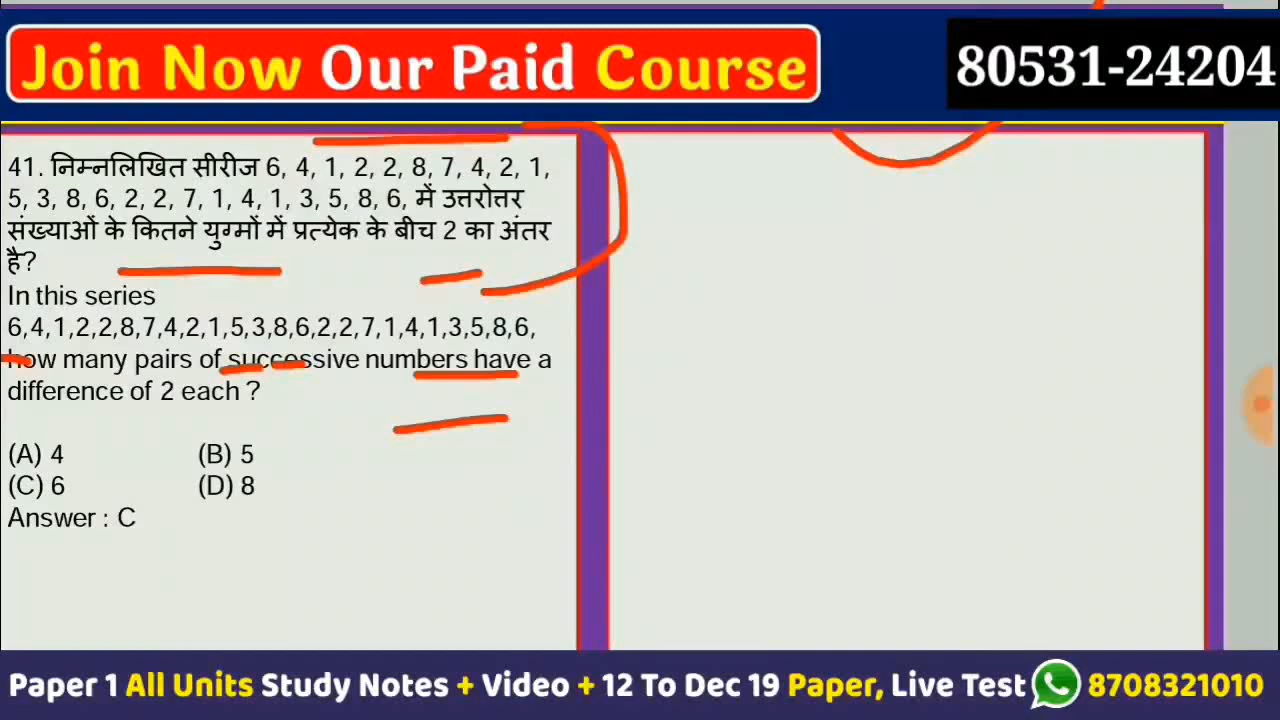 Join Now Our Paid Course
80531-24204
41. निम्नलिखित सीरीज 6, 4, 1, 2, 2, 8, 7, 4, 2, 1,
5, 3, 8, 6, 2, 2, 7, 1, 4, 1, 3, 5, 8, 6, में उत्तरोत्तर
संख्याओं के कितने युग्मों में प्रत्येक के बीच 2 का अंतर
है?
In this series
6,4,1,2,2,8,7,4,2,1,5,3,8,6,2,2,7,1,4,1,3,5,8,6,
how many pairs of successive numbers have a
difference of 2 each ?
(A) 4 (B) 5
(C) 6 (D) 8
Answer : C
Paper 1 All Units Study Notes + Video + 12 To Dec 19 Paper, Live Test 8708321010